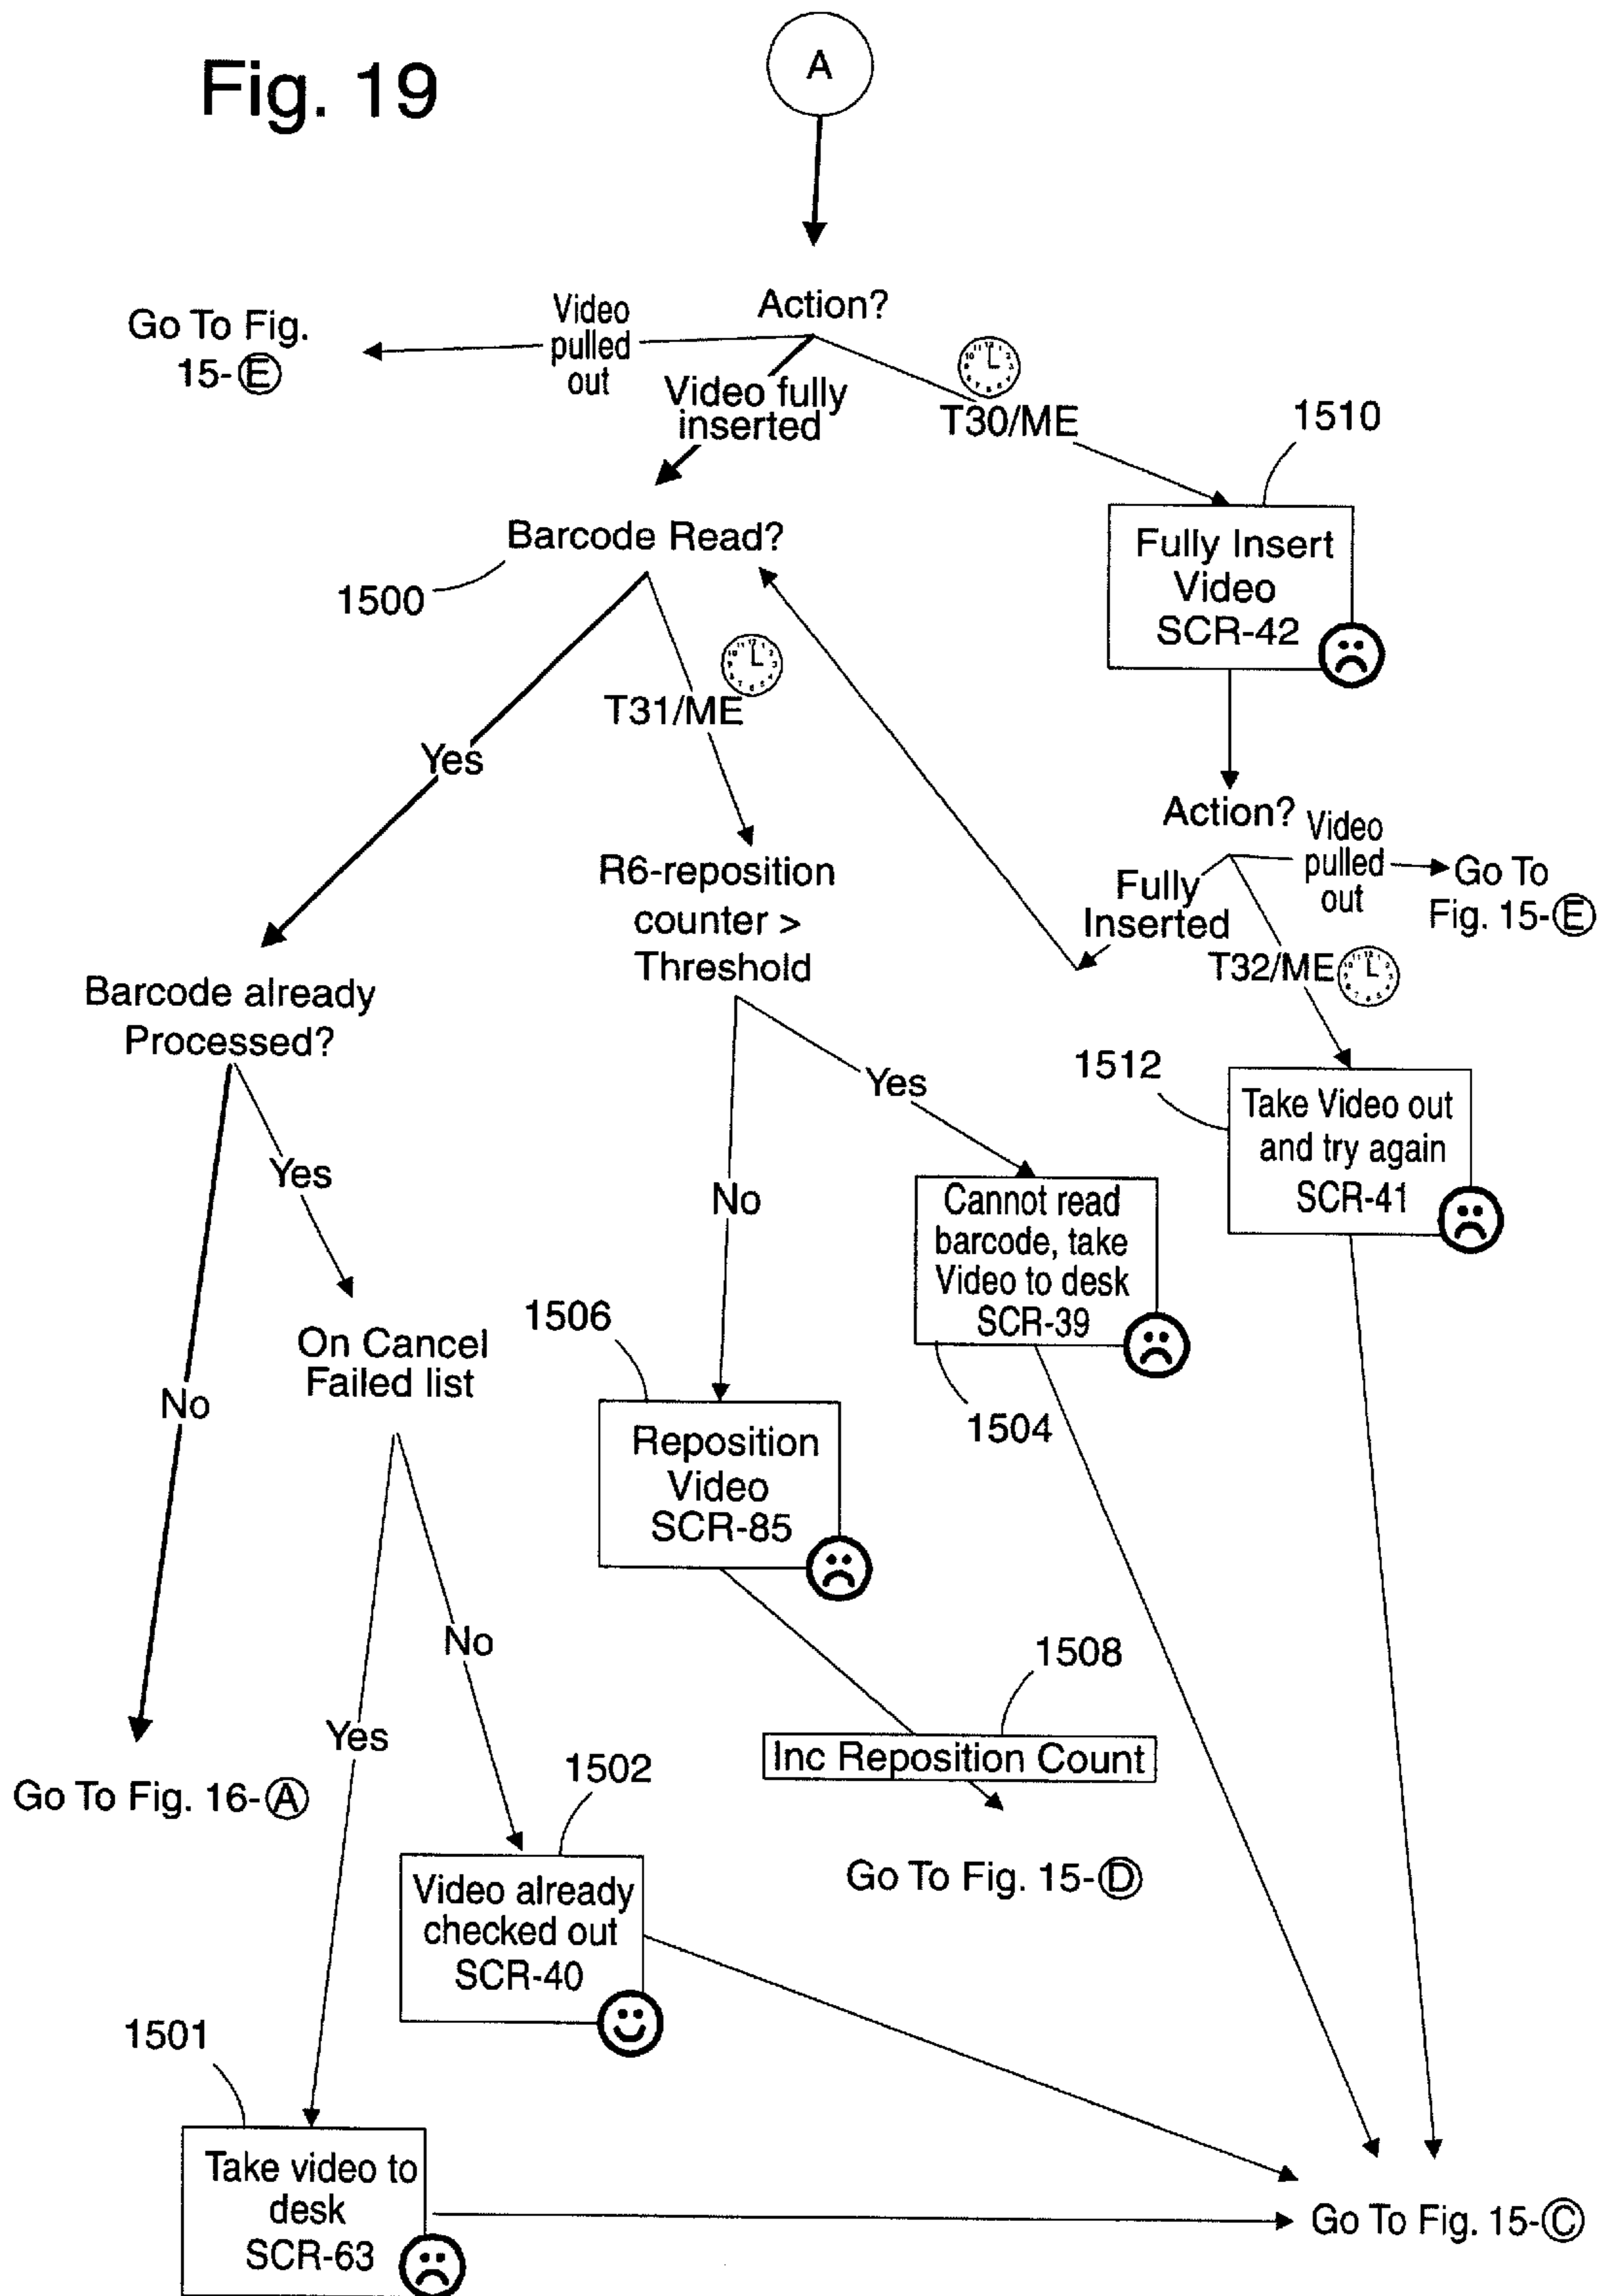 Fig. 19
A
Action?
Video
pulled
out
Go To Fig.
15-E
Video fully
inserted
T30/ME
1510
Fully Insert
Video
SCR-42
Barcode Read?
1500
T31/ME
Yes
Action?
Video
pulled
out
Go To
Fig. 15-E
Fully
Inserted
T32/ME
R6-reposition
counter >
Threshold
Barcode already
Processed?
1512
Take Video out
and try again
SCR-41
Yes
Yes
No
Cannot read
barcode, take
Video to desk
SCR-39
1504
1506
Reposition
Video
SCR-85
On Cancel
Failed list
No
No
Yes
1508
Inc Reposition Count
Go To Fig. 16-A
1502
Video already
checked out
SCR-40
Go To Fig. 15-D
1501
Take video to
desk
SCR-63
Go To Fig. 15-C